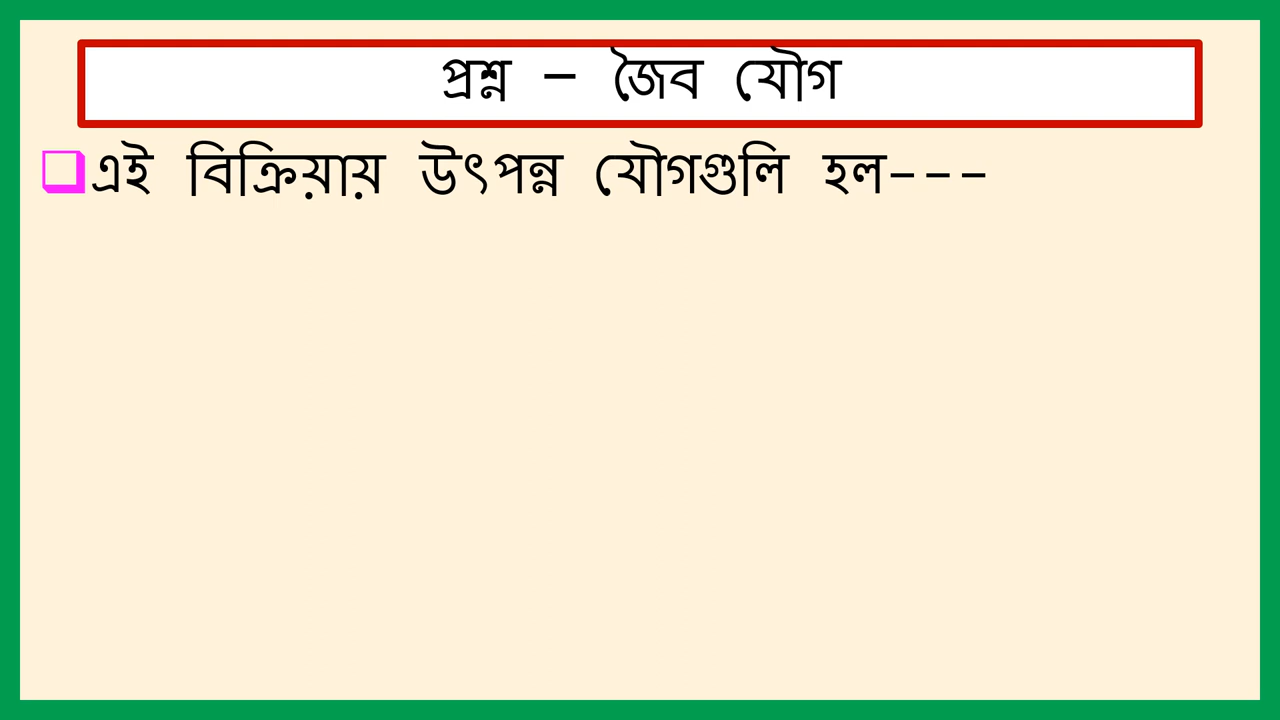 প্রশ্ন – জৈব যৌগ
❑এই বিক্রিয়ায় উৎপন্ন যৌগগুলি হল---